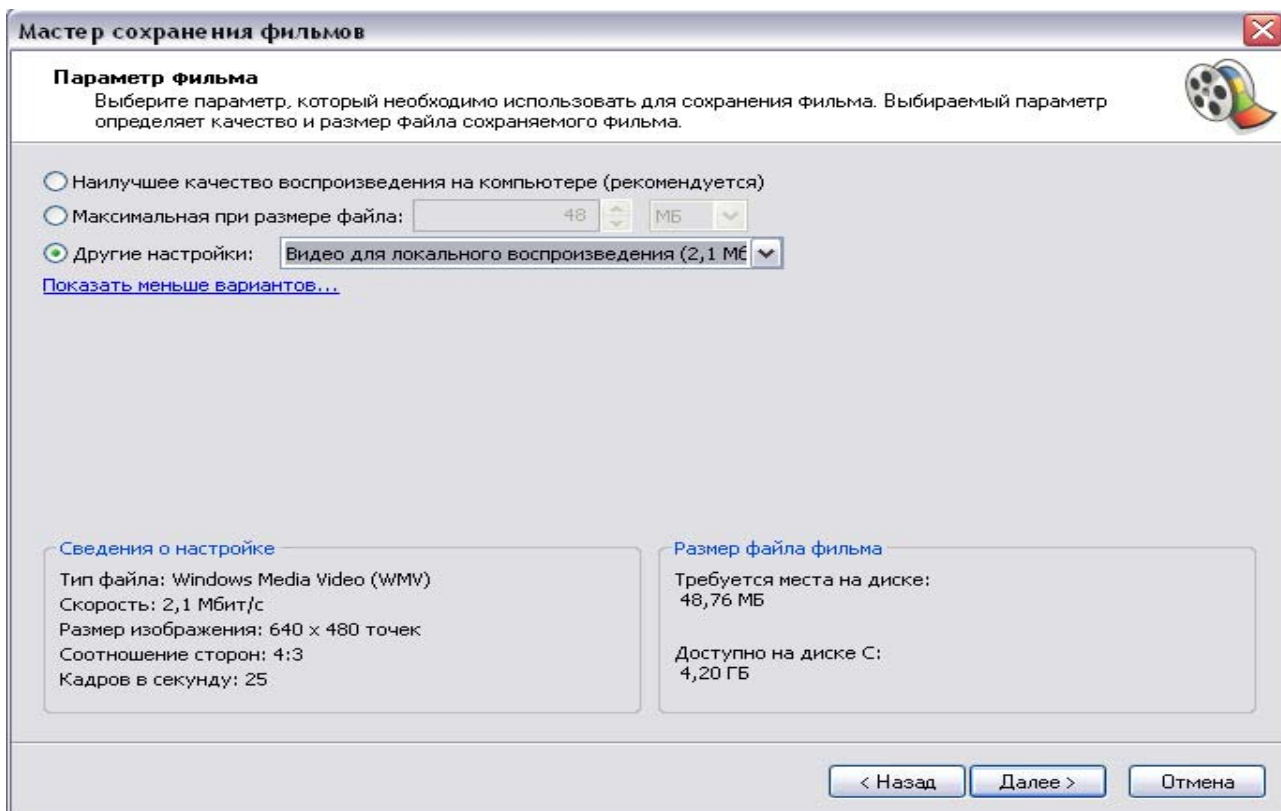 Мастер сохранения фильмов
Параметр фильма
Выберите параметр, который необходимо использовать для сохранения фильма. Выбираемый параметр
определяет качество и размер файла сохраняемого фильма.
Наилучшее качество воспроизведения на компьютере (рекомендуется)
Максимальная при размере файла: 48 МБ
Другие настройки: Видео для локального воспроизведения (2,1 Мб
Показать меньше вариантов...
Сведения о настройке
Тип файла: Windows Media Video (WMV)
Скорость: 2,1 Мбит/с
Размер изображения: 640 x 480 точек
Соотношение сторон: 4:3
Кадров в секунду: 25
Размер файла фильма
Требуется места на диске:
48,76 МБ
Доступно на диске C:
4,20 ГБ
< Назад Далее > Отмена